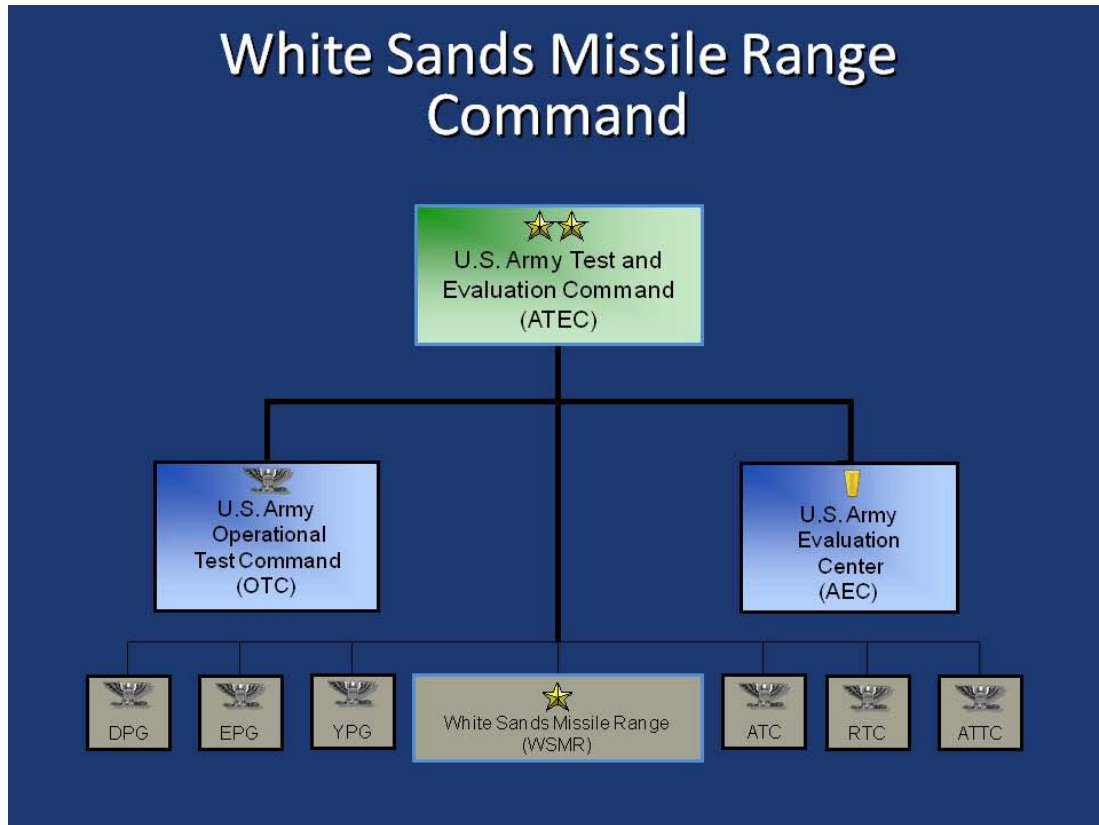 White Sands Missile Range
Command
U.S. Army Test and
Evaluation Command
(ATEC)
U.S. Army
Operational
Test Command
(OTC)
U.S. Army
Evaluation
Center
(AEC)
DPG
EPG
YPG
White Sands Missile Range
(WSMR)
ATC
RTC
ATTC